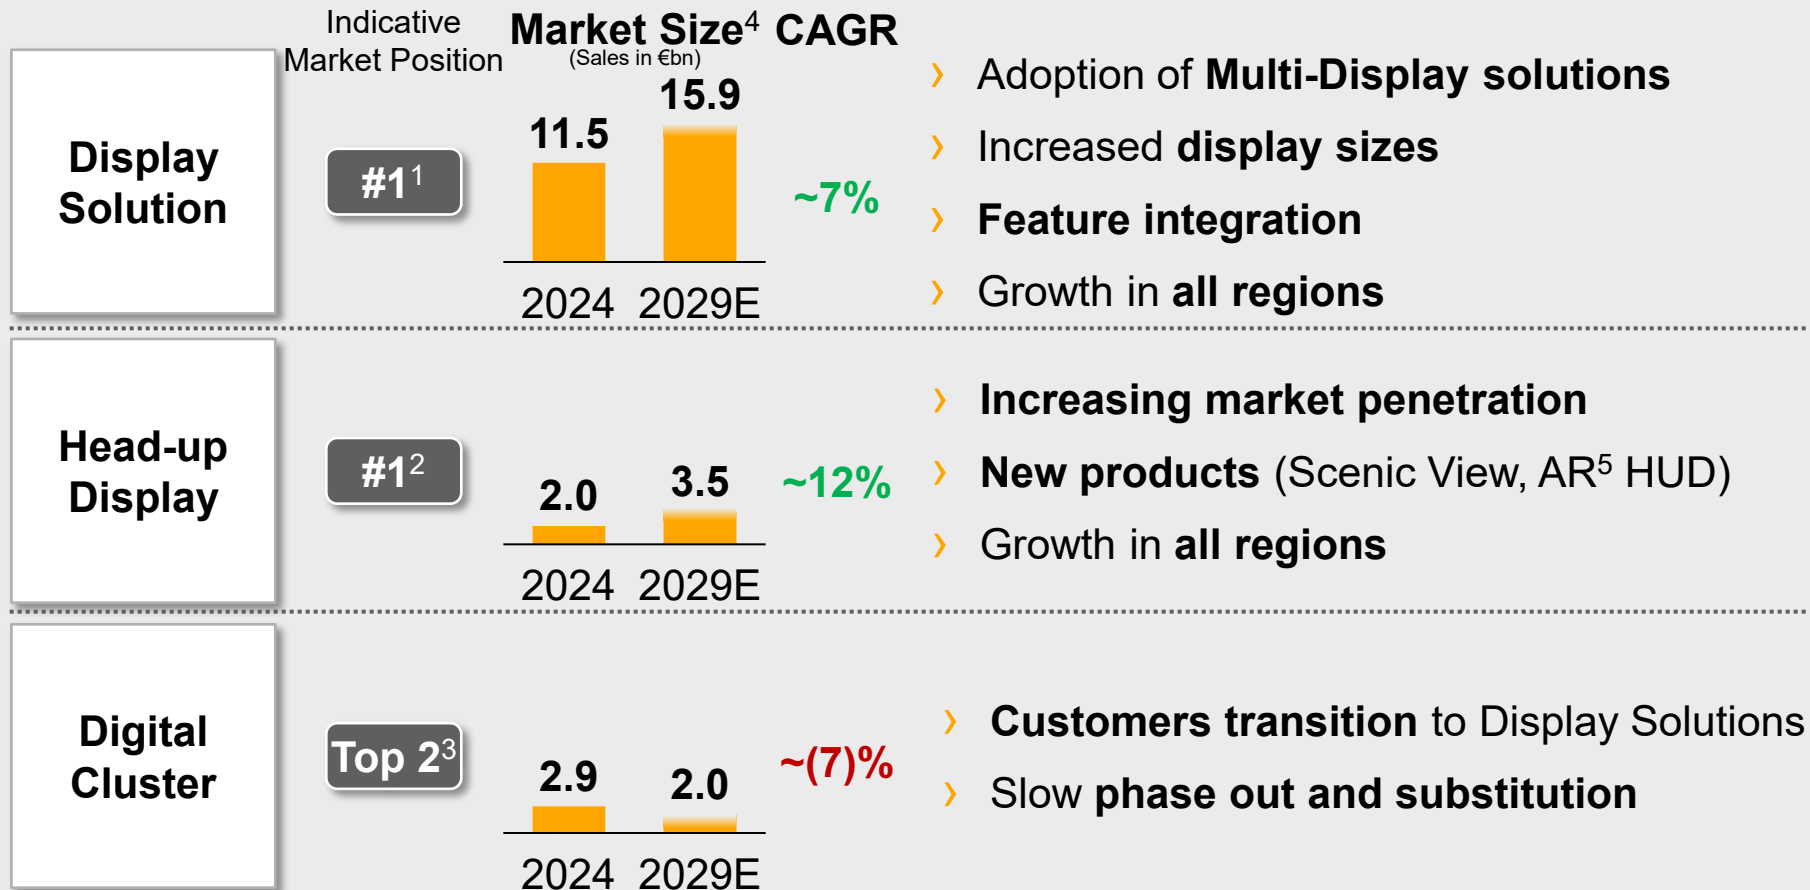 Indicative
Market Position
Market Size⁴ CAGR
(Sales in €bn)
Display
Solution
#1¹
11.5
15.9
2024 2029E
~7%
› Adoption of Multi-Display solutions
› Increased display sizes
› Feature integration
› Growth in all regions
Head-up
Display
#1²
2.0
3.5
2024 2029E
~12%
› Increasing market penetration
› New products (Scenic View, AR⁵ HUD)
› Growth in all regions
Digital
Cluster
Top 2³
2.9
2.0
2024 2029E
~(7)%
› Customers transition to Display Solutions
› Slow phase out and substitution